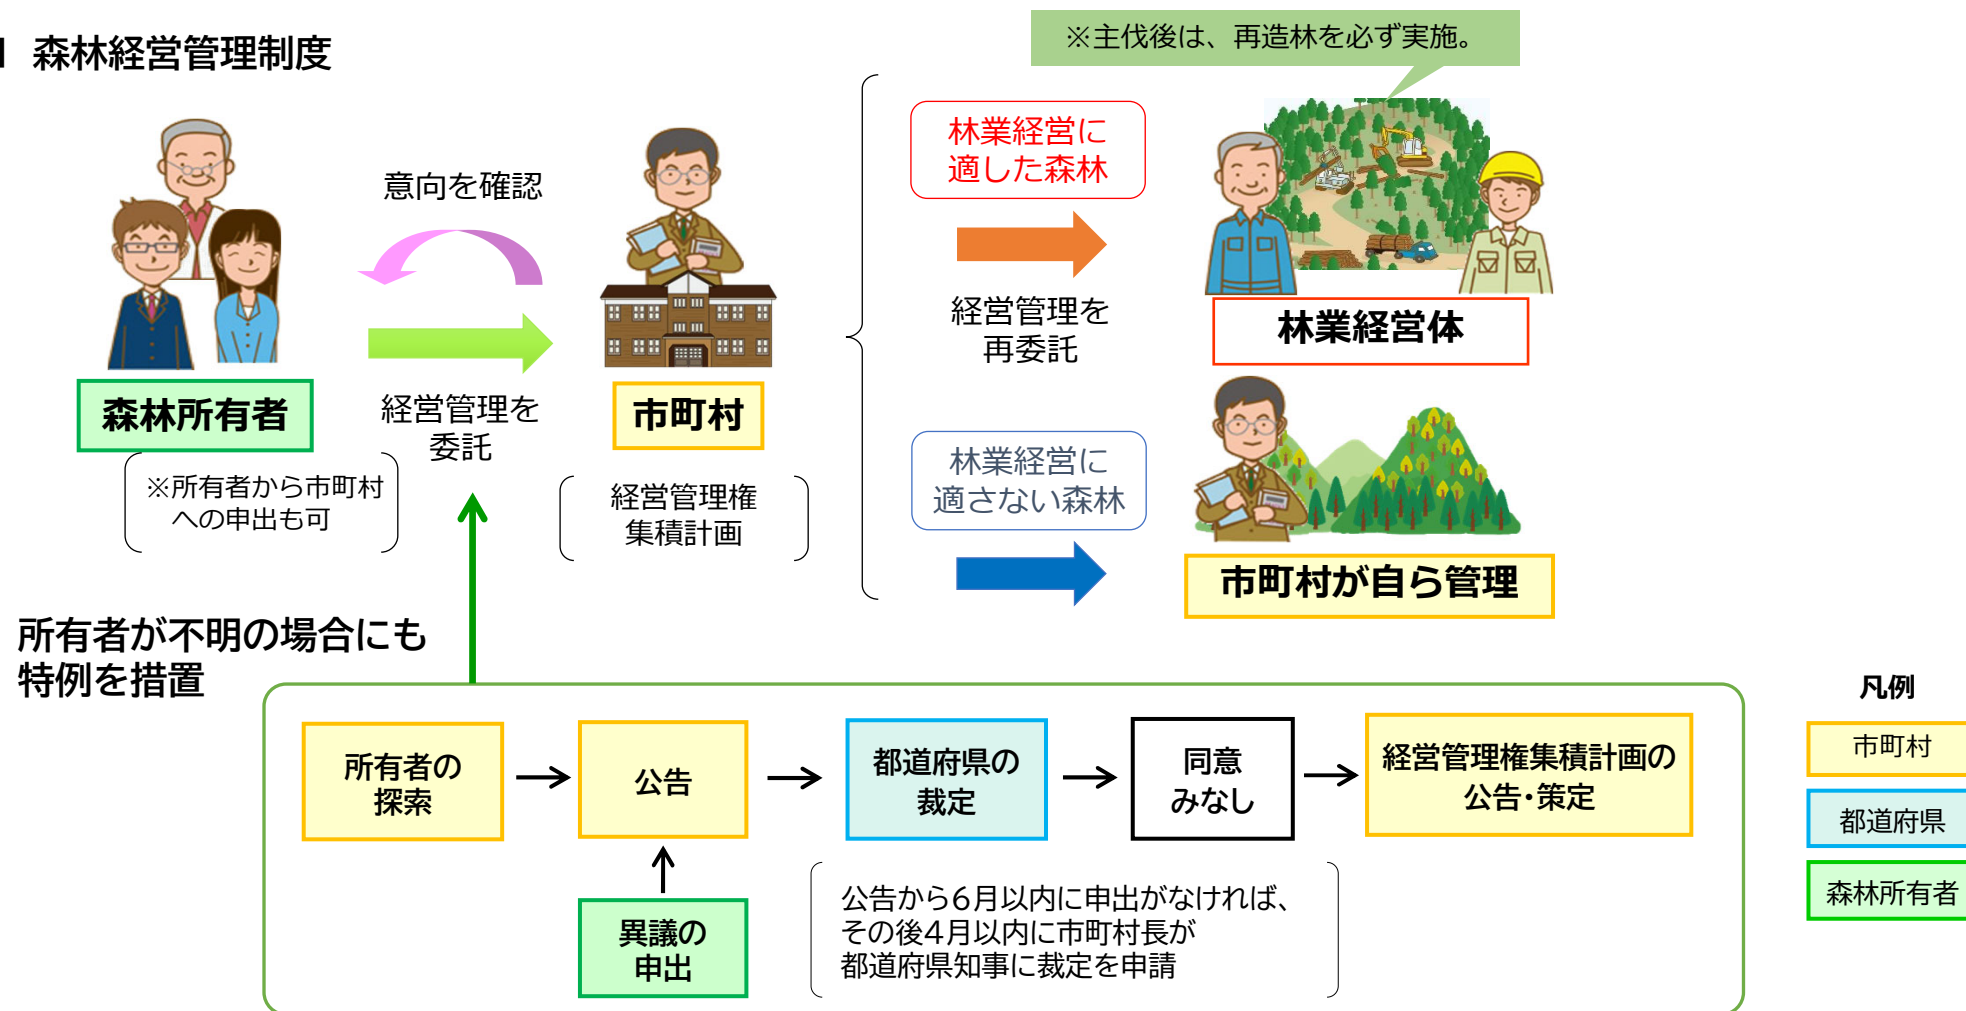 森林経営管理制度
※主伐後は、再造林を必ず実施。
意向を確認
林業経営に
適した森林
経営管理を
再委託
林業経営体
森林所有者
経営管理を
委託
市町村
※所有者から市町村
への申出も可
経営管理権
集積計画
林業経営に
適さない森林
市町村が自ら管理
所有者が不明の場合にも
特例を措置
所有者の
探索
公告
都道府県の
裁定
同意
みなし
経営管理権集積計画の
公告・策定
異議の
申出
公告から6月以内に申出がなければ、
その後4月以内に市町村長が
都道府県知事に裁定を申請
凡例
市町村
都道府県
森林所有者